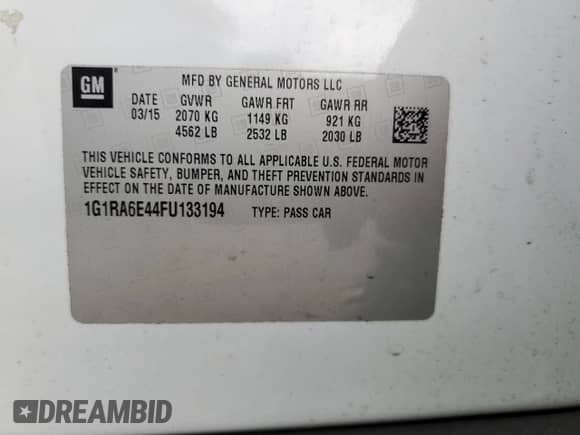 GM ®
MFD BY GENERAL MOTORS LLC
DATE GVWR GAWR FRT GAWR RR
03/15 2070 KG 1149 KG 921 KG
4562 LB 2532 LB 2030 LB
THIS VEHICLE CONFORMS TO ALL APPLICABLE U.S. FEDERAL MOTOR
VEHICLE SAFETY, BUMPER, AND THEFT PREVENTION STANDARDS IN
EFFECT ON THE DATE OF MANUFACTURE SHOWN ABOVE.
1G1RA6E44FU133194 TYPE: PASS CAR
DREAMBID